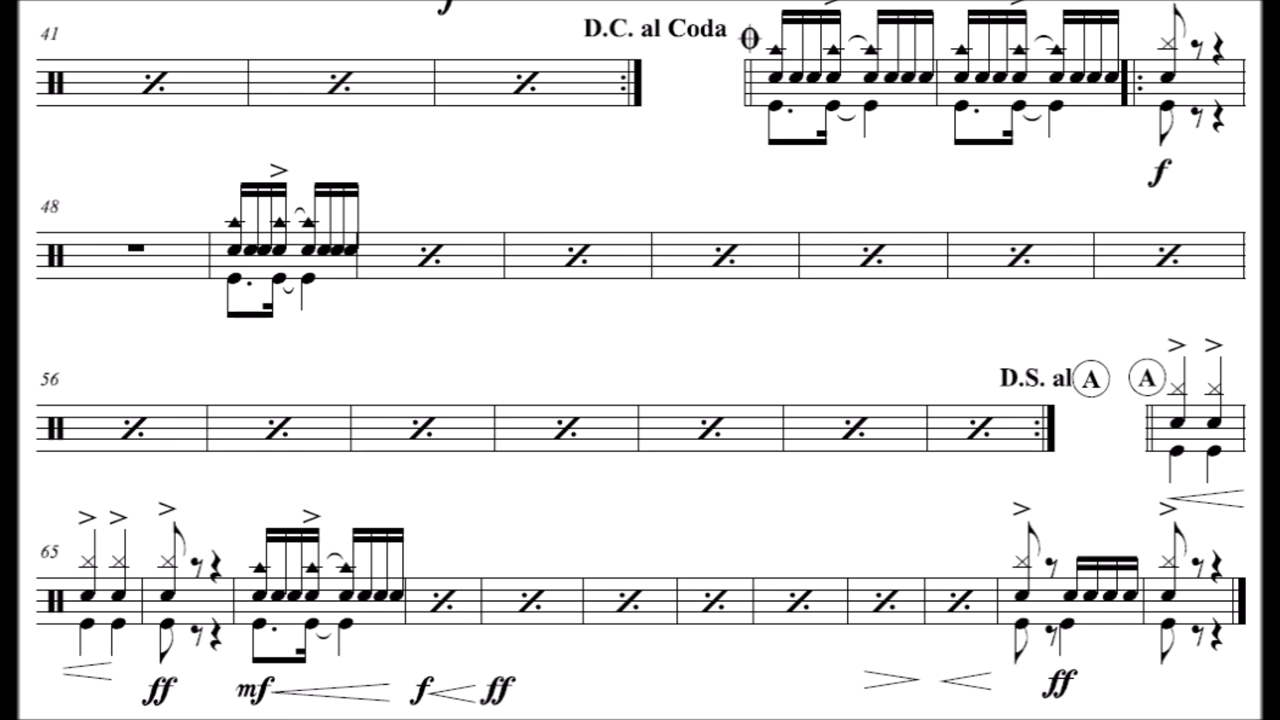 f
41
D.C. al Coda
f
48
56
D.S. al A A
65
ff mf f ff ff